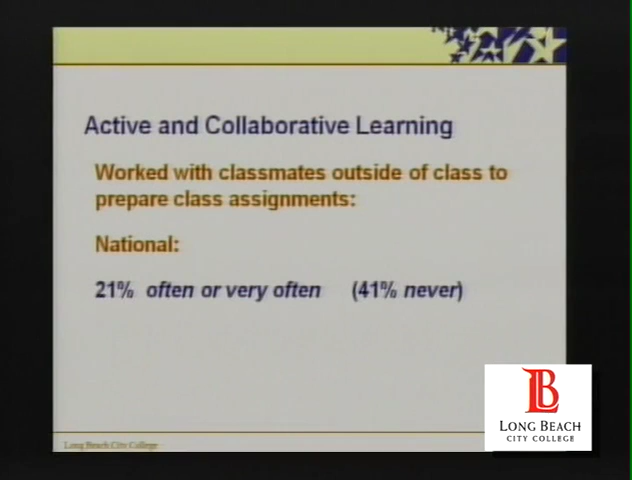 Active and Collaborative Learning
Worked with classmates outside of class to
prepare class assignments:
National:
21% often or very often (41% never)
LB
LONG BEACH
CITY COLLEGE
Long Beach City College